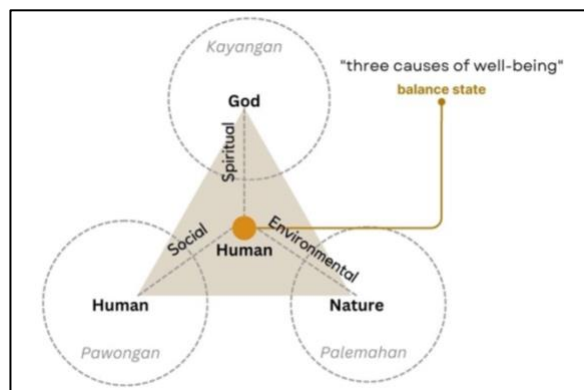 Kayangan
"three causes of well-being"
balance state
God
Spiritual
Social
Environmental
Human
Human
Nature
Pawongan
Palemahan